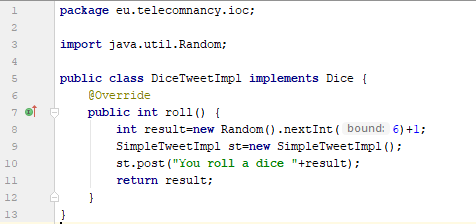 1 package eu.telecomnancy.ioc;
2
3 import java.util.Random;
4
5 public class DiceTweetImpl implements Dice {
6 @Override
7 public int roll() {
8 int result=new Random().nextInt( bound: 6)+1;
9 SimpleTweetImpl st=new SimpleTweetImpl();
10 st.post("You roll a dice "+result);
11 return result;
12 }
13 }